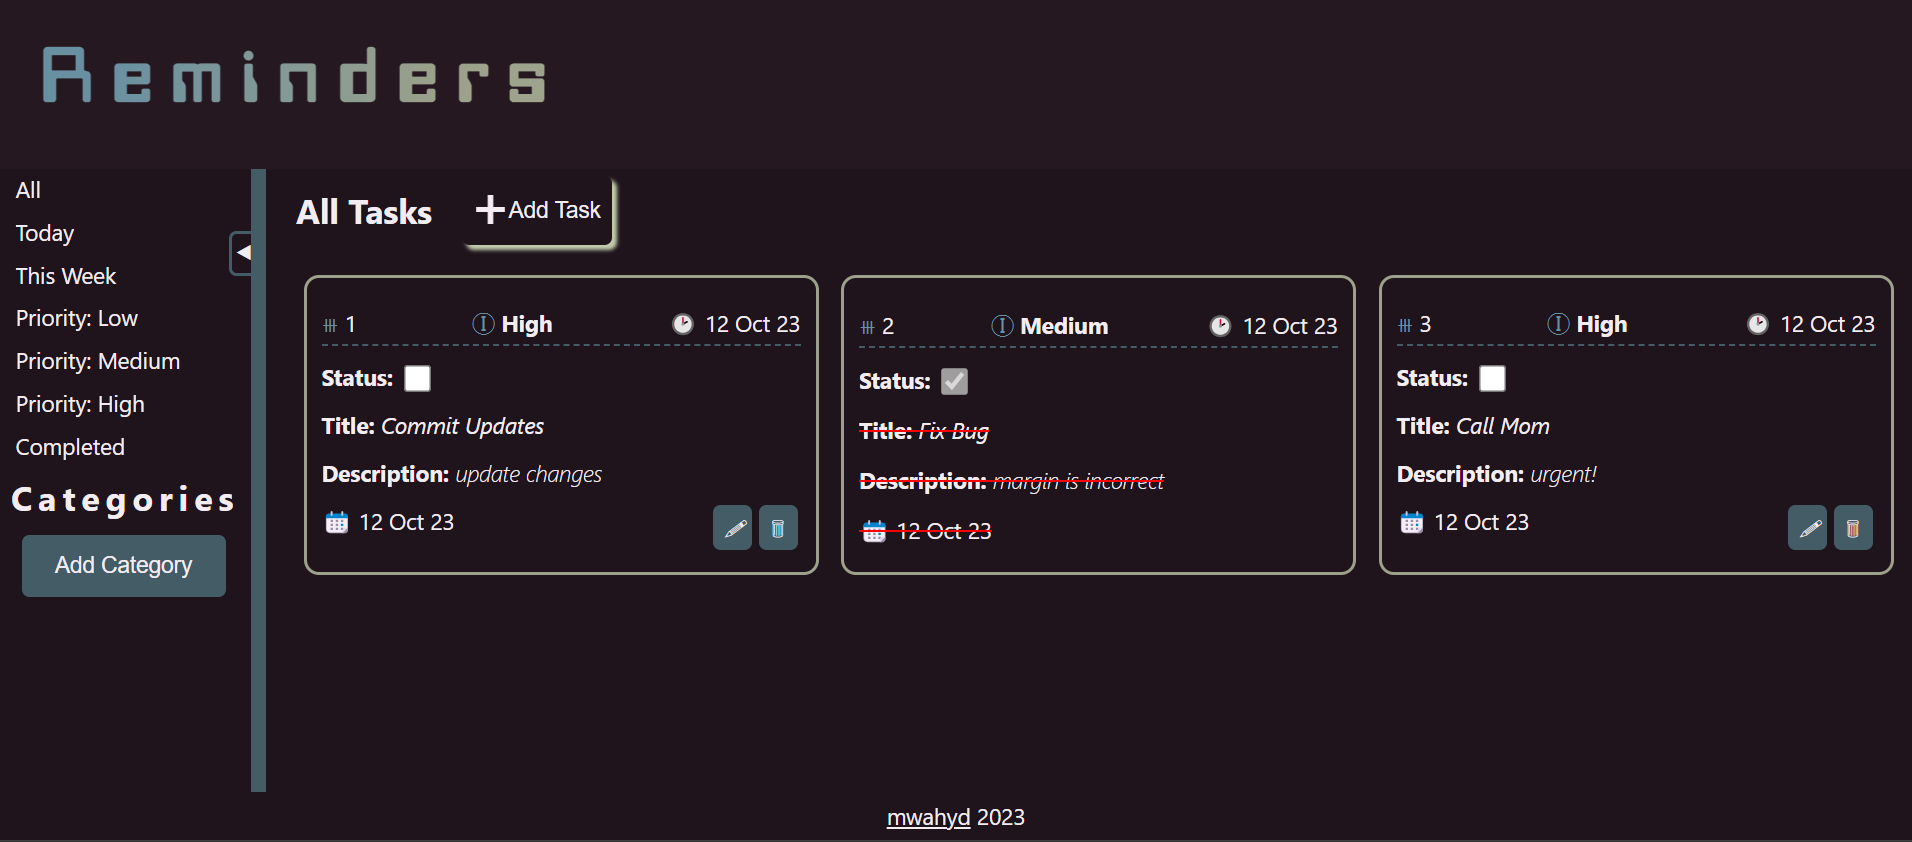 Reminders
All
Today
This Week
Priority: Low
Priority: Medium
Priority: High
Completed
Categories
Add Category
All Tasks
Add Task
1 High 12 Oct 23
Status:
Title: Commit Updates
Description: update changes
12 Oct 23
2 Medium 12 Oct 23
Status:
Title: Fix Bug
Description: margin is incorrect
12 Oct 23
3 High 12 Oct 23
Status:
Title: Call Mom
Description: urgent!
12 Oct 23
mwahyd 2023